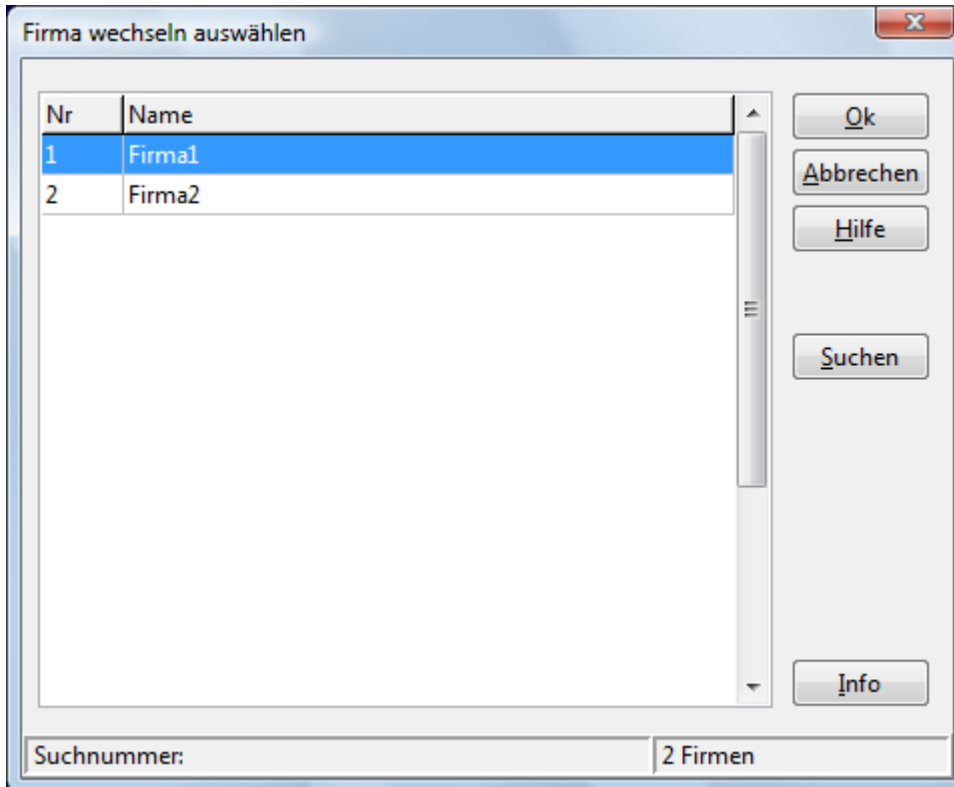 Firma wechseln auswählen
Nr Name
1 Firma1
2 Firma2
Ok
Abbrechen
Hilfe
Suchen
Info
Suchnummer: 2 Firmen